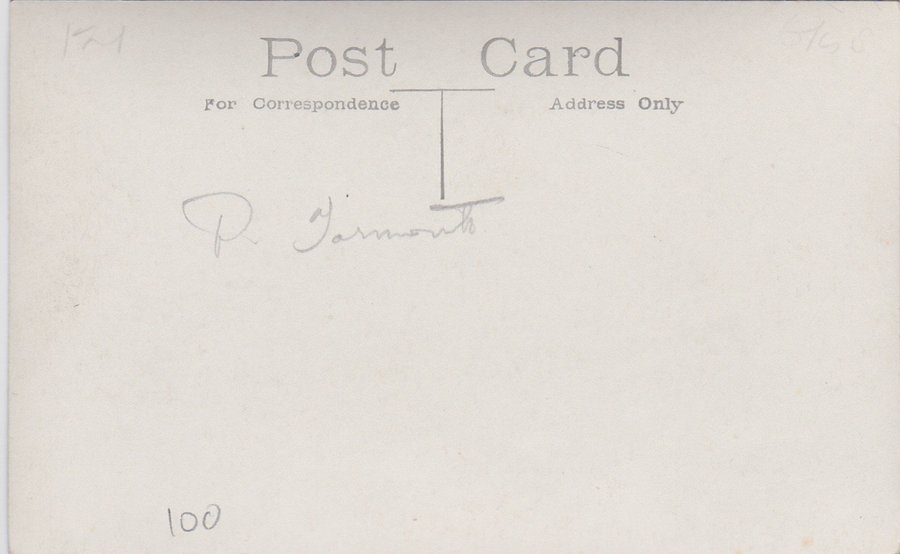 Post Card
For Correspondence Address Only
P. Yarmouth
100